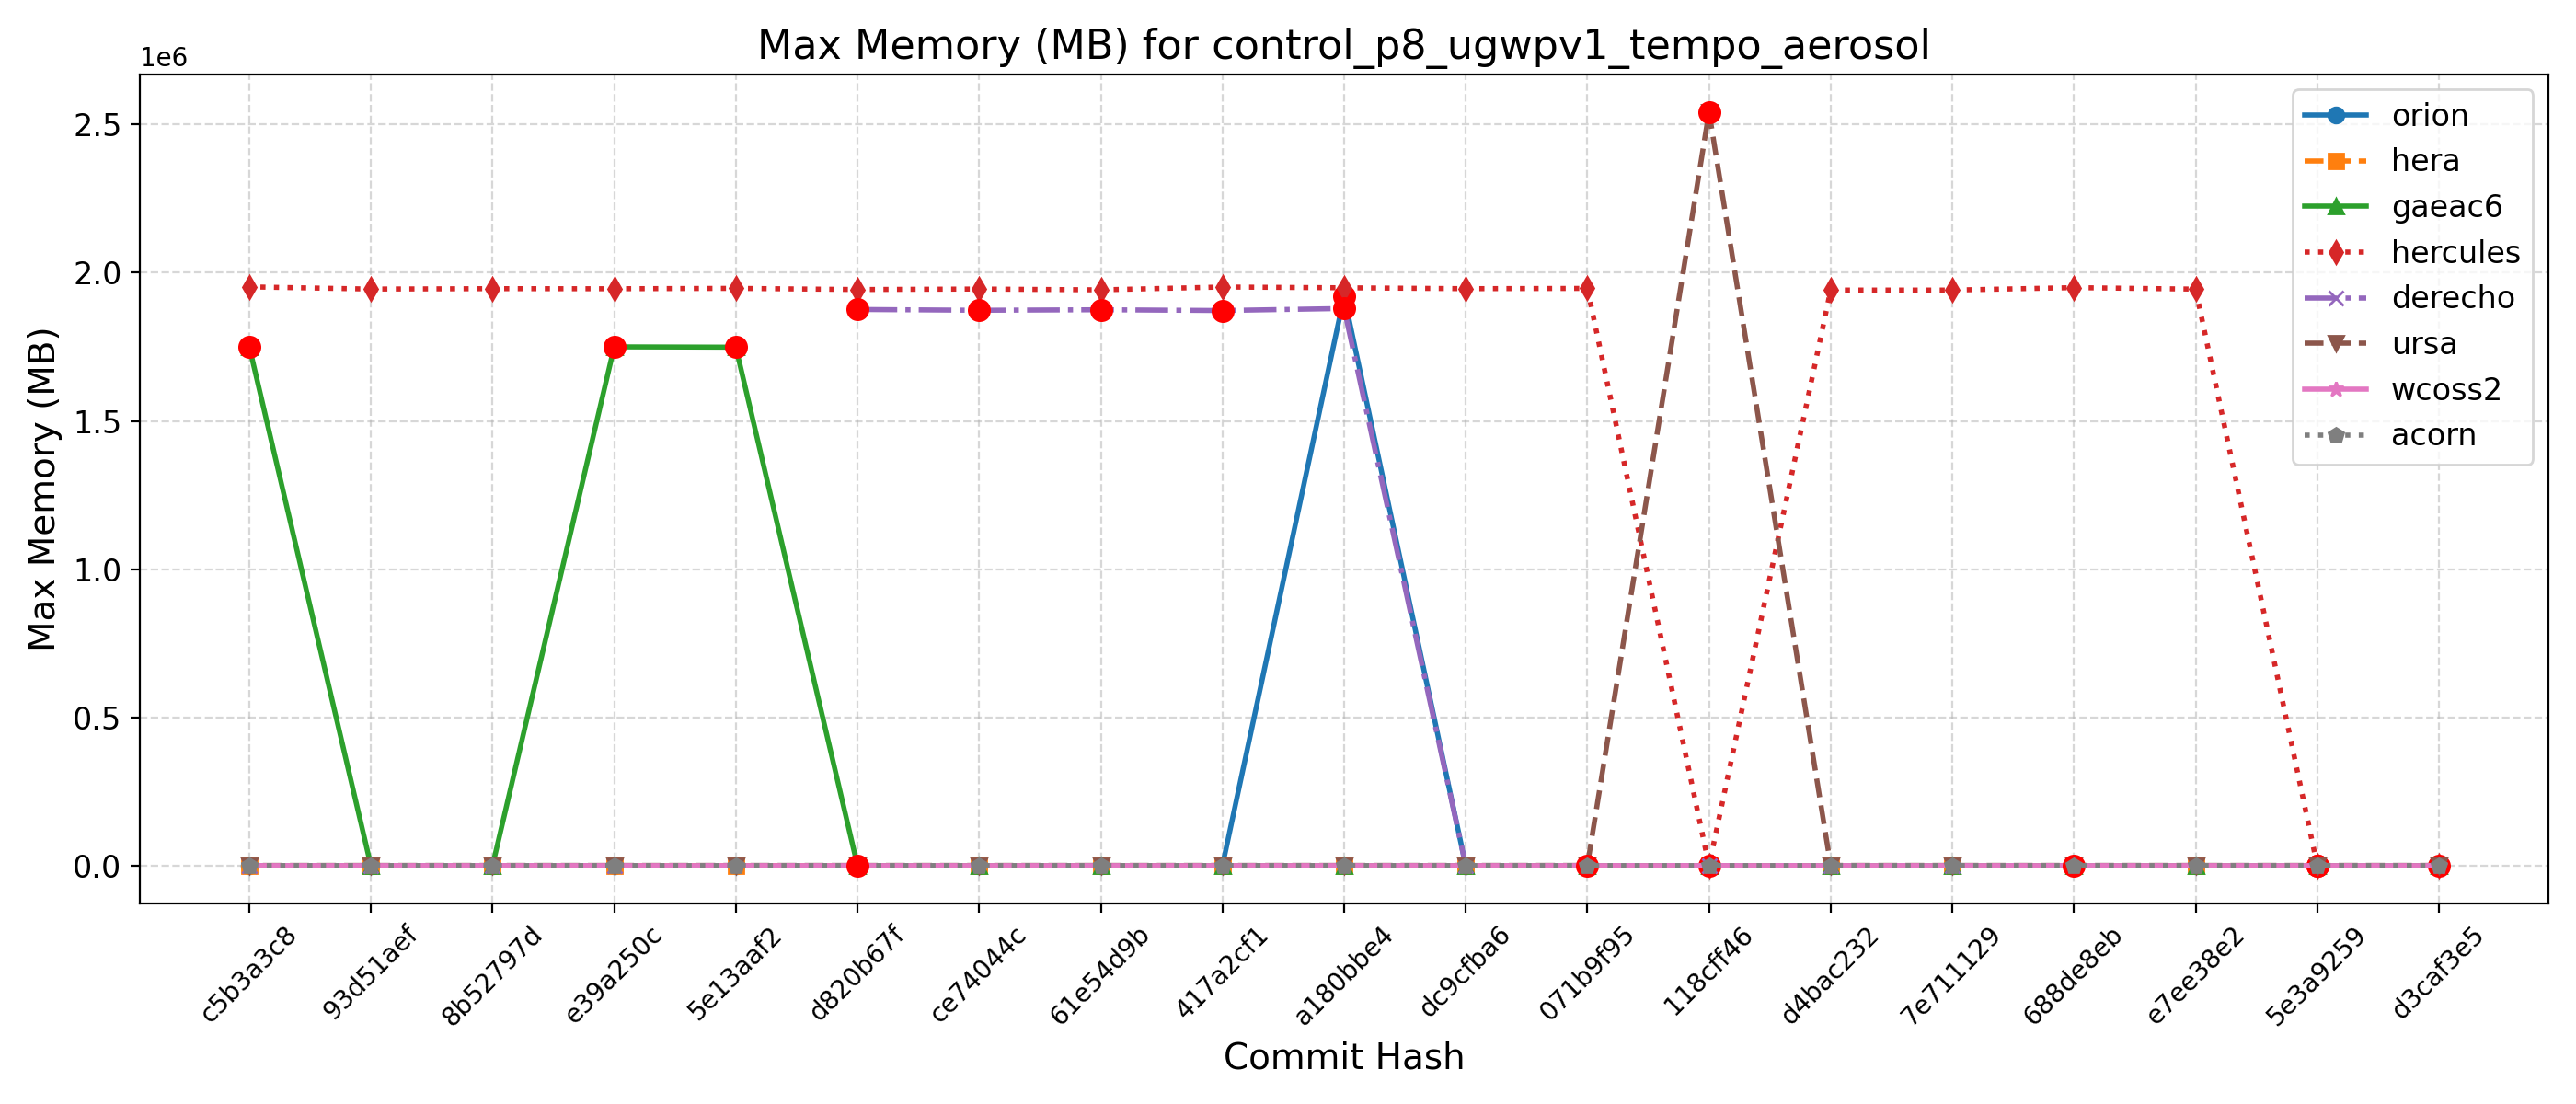 Max Memory (MB) for control_p8_ugwpv1_tempo_aerosol
1e6
2.5
2.0
1.5
1.0
0.5
0.0
Max Memory (MB)
orion
hera
gaeac6
hercules
derecho
ursa
wcoss2
acorn
c5b3a3c8
93d51aef
8b52797d
e39a250c
5e13aaf2
d820b67f
ce74044c
61e54d9b
417a2cf1
a180bbe4
dc9cfba6
071b9f95
118cff46
d4bac232
7e711129
688de8eb
e7ee38e2
5e3a9259
d3caf3e5
Commit Hash